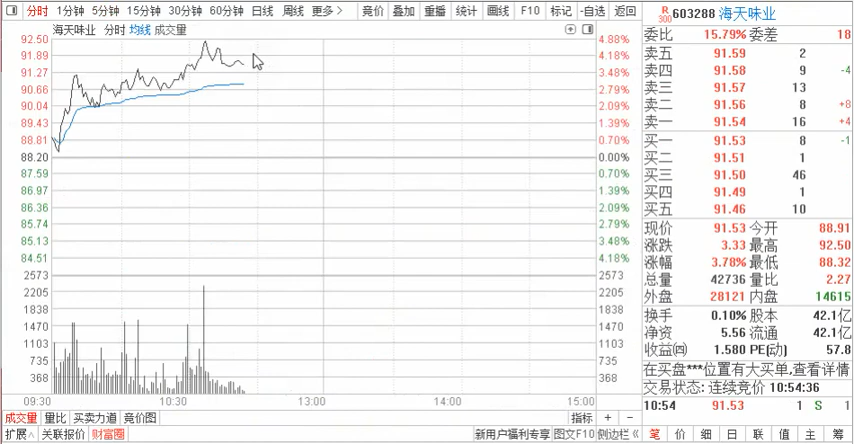 分时 1分钟 5分钟 15分钟 30分钟 60分钟 日线 周线 更多 竞价 叠加 重播 统计 画线 F10 标记 -自选 返回
R 300 603288 海天味业
海天味业 分时 均线 成交量
92.50 4.88%
91.89 4.18%
91.27 3.48%
90.66 2.79%
90.04 2.09%
89.43 1.39%
88.81 0.70%
88.20 0.00%
87.59 0.70%
86.97 1.39%
86.36 2.09%
85.74 2.79%
85.13 3.48%
84.51 4.18%
2573 2573
2205 2205
1838 1838
1470 1470
1103 1103
735 735
368 368
09:30 10:30 13:00 14:00 15:00
成交量 量比 买卖力道 竞价图 指标 + −
扩展∧ 关联报价 财富圈 新用户福利专享 图文F10 侧边栏《
委比 15.79% 委差 18
卖五 91.59 2
卖四 91.58 9 -4
卖三 91.57 13
卖二 91.56 8 +8
卖一 91.54 16 +4
买一 91.53 8 -1
买二 91.51 1
买三 91.50 46
买四 91.49 1
买五 91.46 10
现价 91.53 今开 88.91
涨跌 3.33 最高 92.50
涨幅 3.78% 最低 88.32
总量 42736 量比 2.27
外盘 28121 内盘 14615
换手 0.10% 股本 42.1亿
净资 5.56 流通 42.1亿
收益㈣ 1.580 PE(动) 57.8
在买盘***位置有大买单,查看详情
交易状态: 连续竞价 10:54:36
10:54 91.53 1 S 1
笔 价 细 日 联 值 主 筹